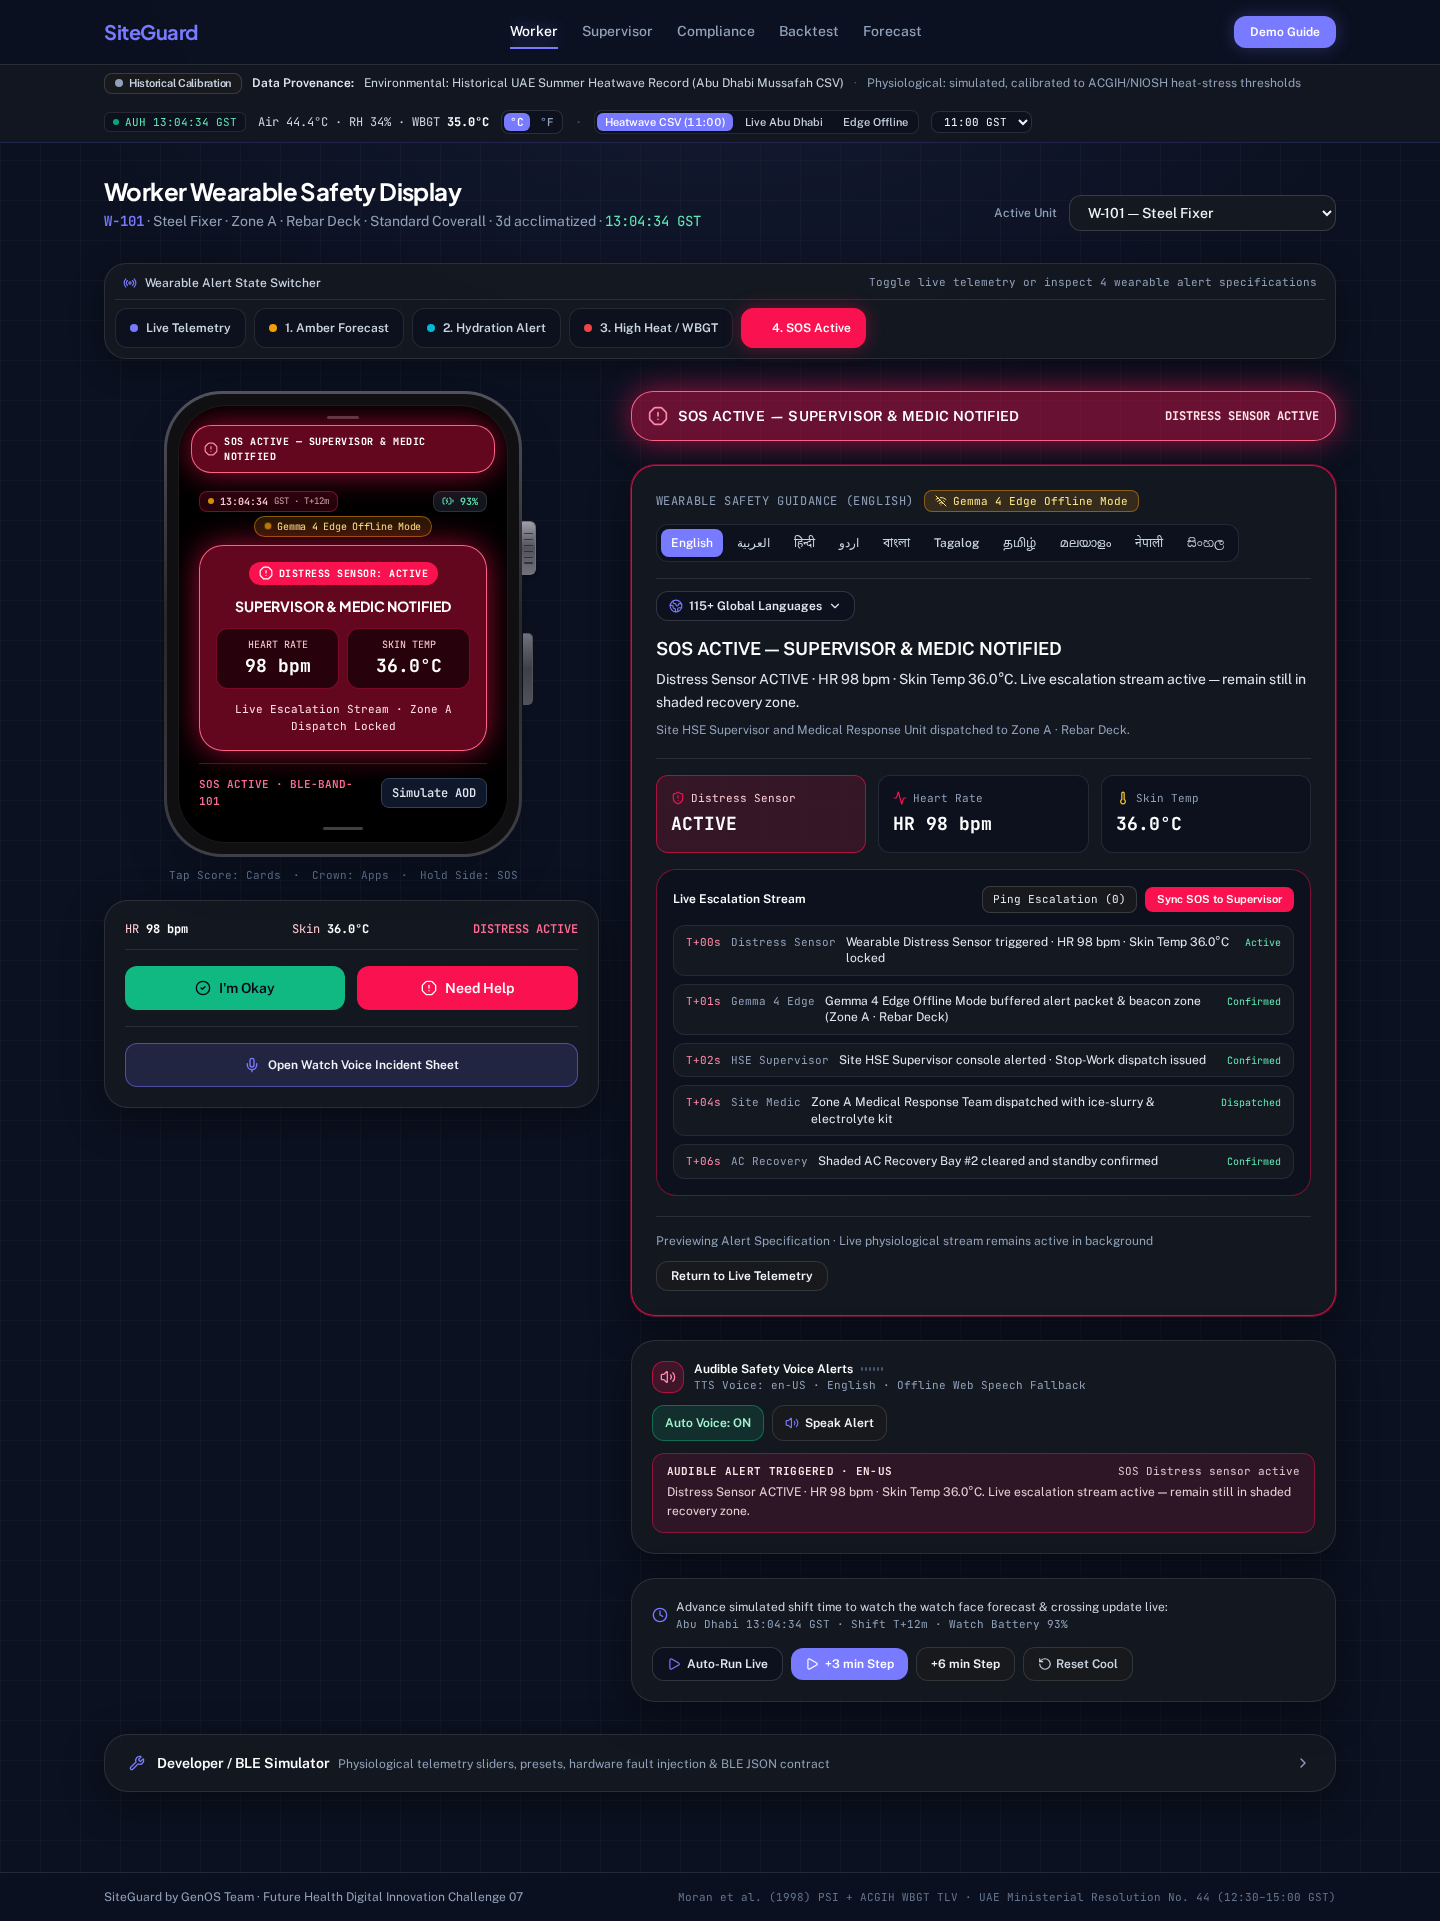 SiteGuard
Worker
Supervisor
Compliance
Backtest
Forecast
Demo Guide
Historical Calibration
Data Provenance: Environmental: Historical UAE Summer Heatwave Record (Abu Dhabi Mussafah CSV) · Physiological: simulated, calibrated to ACGIH/NIOSH heat-stress thresholds
AUH 13:04:34 GST
Air 44.4°C · RH 34% · WBGT 35.0°C
°C
°F
·
Heatwave CSV (11:00)
Live Abu Dhabi
Edge Offline
11:00 GST
Worker Wearable Safety Display
W-101 · Steel Fixer · Zone A · Rebar Deck · Standard Coverall · 3d acclimatized · 13:04:34 GST
Active Unit
W-101 — Steel Fixer
Wearable Alert State Switcher
Toggle live telemetry or inspect 4 wearable alert specifications
Live Telemetry
1. Amber Forecast
2. Hydration Alert
3. High Heat / WBGT
4. SOS Active
SOS ACTIVE — SUPERVISOR & MEDIC
NOTIFIED
13:04:34 GST · T+12m
93%
Gemma 4 Edge Offline Mode
DISTRESS SENSOR: ACTIVE
SUPERVISOR & MEDIC NOTIFIED
HEART RATE
98 bpm
SKIN TEMP
36.0°C
Live Escalation Stream · Zone A
Dispatch Locked
SOS ACTIVE · BLE-BAND-
101
Simulate AOD
Tap Score: Cards · Crown: Apps · Hold Side: SOS
HR 98 bpm
Skin 36.0°C
DISTRESS ACTIVE
I'm Okay
Need Help
Open Watch Voice Incident Sheet
SOS ACTIVE — SUPERVISOR & MEDIC NOTIFIED
DISTRESS SENSOR ACTIVE
WEARABLE SAFETY GUIDANCE (ENGLISH)
Gemma 4 Edge Offline Mode
English
العربية
हिन्दी
اردو
বাংলা
Tagalog
தமிழ்
മലയാളം
नेपाली
සිංහල
115+ Global Languages
SOS ACTIVE — SUPERVISOR & MEDIC NOTIFIED
Distress Sensor ACTIVE · HR 98 bpm · Skin Temp 36.0°C. Live escalation stream active — remain still in
shaded recovery zone.
Site HSE Supervisor and Medical Response Unit dispatched to Zone A · Rebar Deck.
Distress Sensor
ACTIVE
Heart Rate
HR 98 bpm
Skin Temp
36.0°C
Live Escalation Stream
Ping Escalation (0)
Sync SOS to Supervisor
T+00s Distress Sensor Wearable Distress Sensor triggered · HR 98 bpm · Skin Temp 36.0°C Active
locked
T+01s Gemma 4 Edge Gemma 4 Edge Offline Mode buffered alert packet & beacon zone Confirmed
(Zone A · Rebar Deck)
T+02s HSE Supervisor Site HSE Supervisor console alerted · Stop-Work dispatch issued Confirmed
T+04s Site Medic Zone A Medical Response Team dispatched with ice-slurry & Dispatched
electrolyte kit
T+06s AC Recovery Shaded AC Recovery Bay #2 cleared and standby confirmed Confirmed
Previewing Alert Specification · Live physiological stream remains active in background
Return to Live Telemetry
Audible Safety Voice Alerts
TTS Voice: en-US · English · Offline Web Speech Fallback
Auto Voice: ON
Speak Alert
AUDIBLE ALERT TRIGGERED · EN-US
SOS Distress sensor active
Distress Sensor ACTIVE · HR 98 bpm · Skin Temp 36.0°C. Live escalation stream active — remain still in shaded
recovery zone.
Advance simulated shift time to watch the watch face forecast & crossing update live:
Abu Dhabi 13:04:34 GST · Shift T+12m · Watch Battery 93%
Auto-Run Live
+3 min Step
+6 min Step
Reset Cool
Developer / BLE Simulator Physiological telemetry sliders, presets, hardware fault injection & BLE JSON contract
SiteGuard by GenOS Team · Future Health Digital Innovation Challenge 07
Moran et al. (1998) PSI + ACGIH WBGT TLV · UAE Ministerial Resolution No. 44 (12:30–15:00 GST)